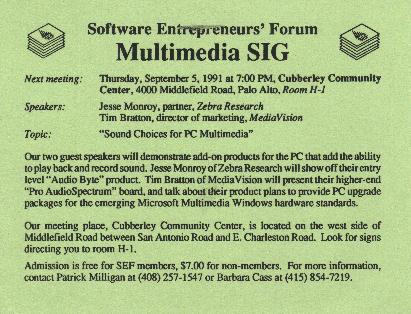 Software Entrepreneurs' Forum
Multimedia SIG
Next meeting: Thursday, September 5, 1991 at 7:00 PM, Cubberley Community
Center, 4000 Middlefield Road, Palo Alto, Room H-1
Speakers: Jesse Monroy, partner, Zebra Research
Tim Bratton, director of marketing, MediaVision
Topic: "Sound Choices for PC Multimedia"
Our two guest speakers will demonstrate add-on products for the PC that add the ability
to play back and record sound. Jesse Monroy of Zebra Research will show off their entry
level "Audio Byte" product. Tim Bratton of MediaVision will present their higher-end
"Pro AudioSpectrum" board, and talk about their product plans to provide PC upgrade
packages for the emerging Microsoft Multimedia Windows hardware standards.
Our meeting place, Cubberley Community Center, is located on the west side of
Middlefield Road between San Antonio Road and E. Charleston Road. Look for signs
directing you to room H-1.
Admission is free for SEF members, $7.00 for non-members. For more information,
contact Patrick Milligan at (408) 257-1547 or Barbara Cass at (415) 854-7219.